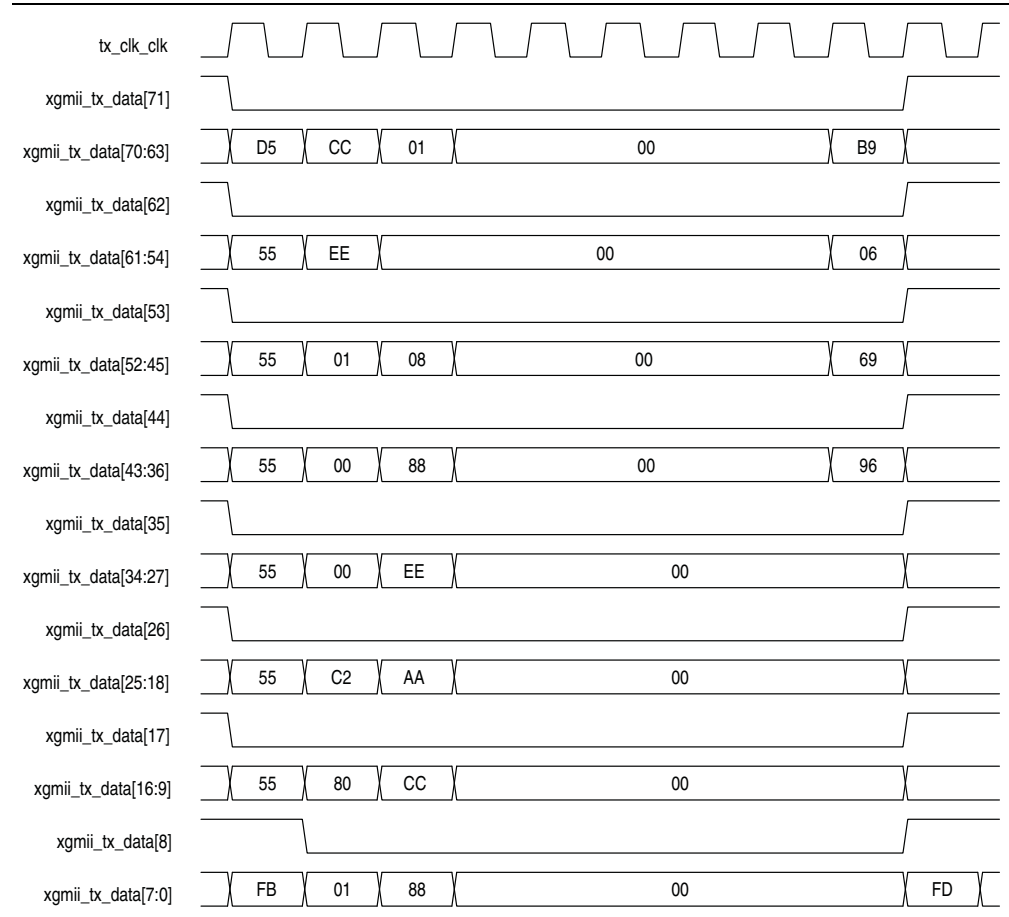 tx_clk_clk
xgmii_tx_data[71]
xgmii_tx_data[70:63] D5 CC 01 00 B9
xgmii_tx_data[62]
xgmii_tx_data[61:54] 55 EE 00 06
xgmii_tx_data[53]
xgmii_tx_data[52:45] 55 01 08 00 69
xgmii_tx_data[44]
xgmii_tx_data[43:36] 55 00 88 00 96
xgmii_tx_data[35]
xgmii_tx_data[34:27] 55 00 EE 00
xgmii_tx_data[26]
xgmii_tx_data[25:18] 55 C2 AA 00
xgmii_tx_data[17]
xgmii_tx_data[16:9] 55 80 CC 00
xgmii_tx_data[8]
xgmii_tx_data[7:0] FB 01 88 00 FD